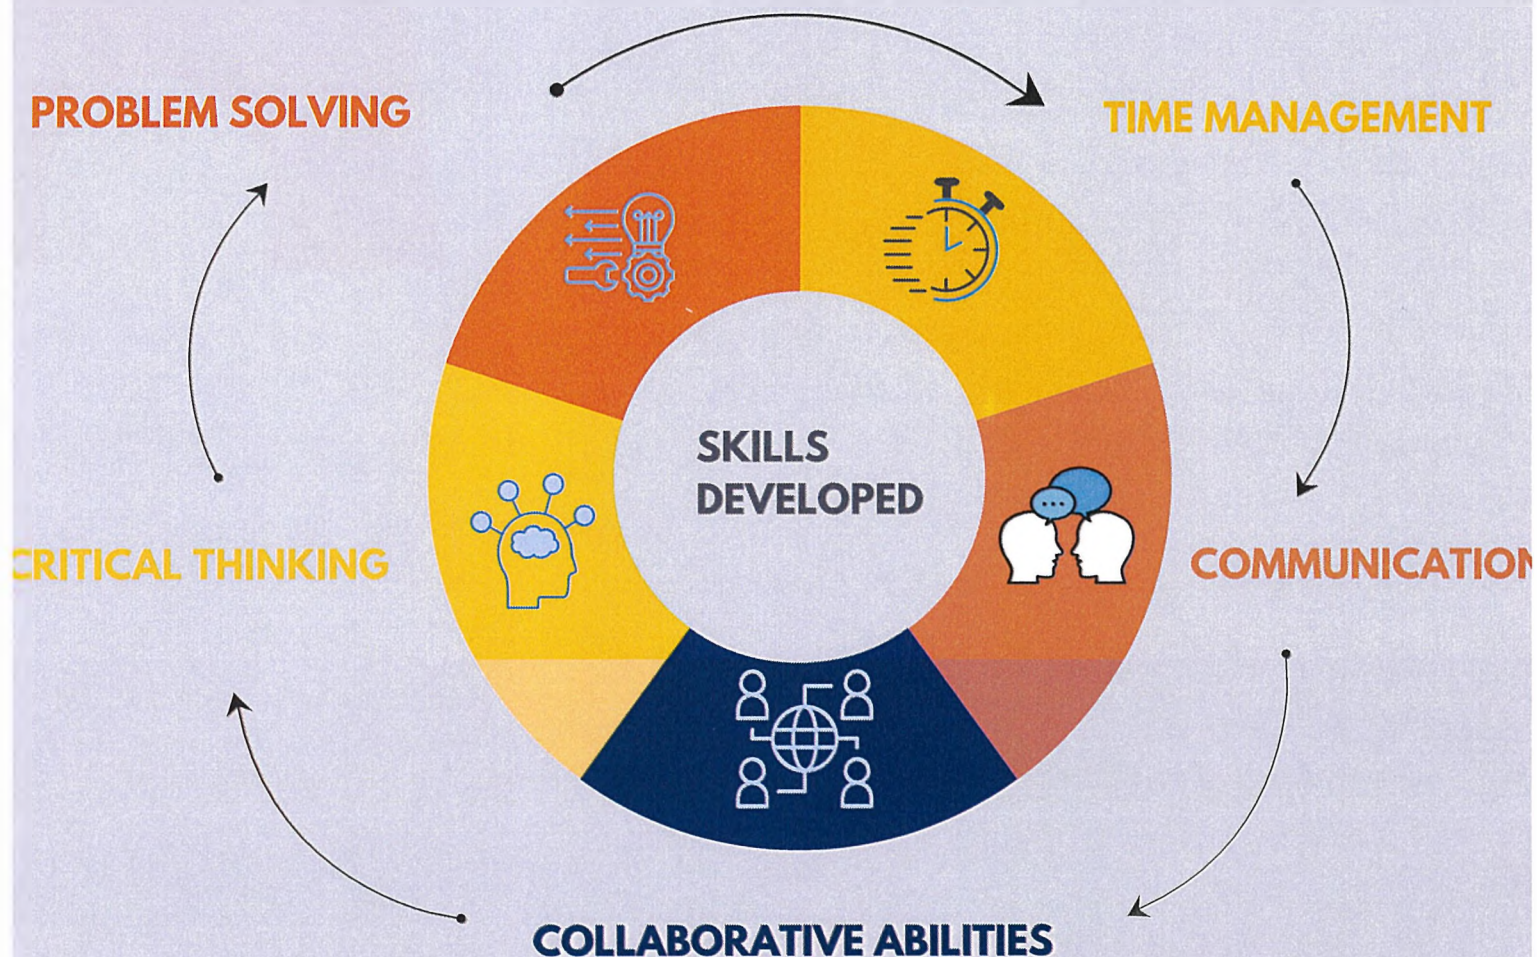 PROBLEM SOLVING
TIME MANAGEMENT
SKILLS
DEVELOPED
CRITICAL THINKING
COMMUNICATION
COLLABORATIVE ABILITIES